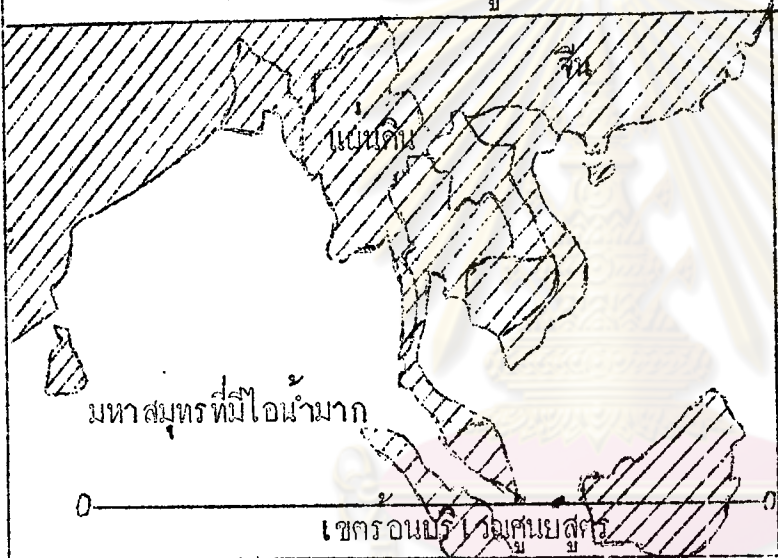 จีน
แผ่นดิน
มหาสมุทรที่มีไอน้ำมาก
0 0
เขตร้อนบริเวณศูนยสูตร